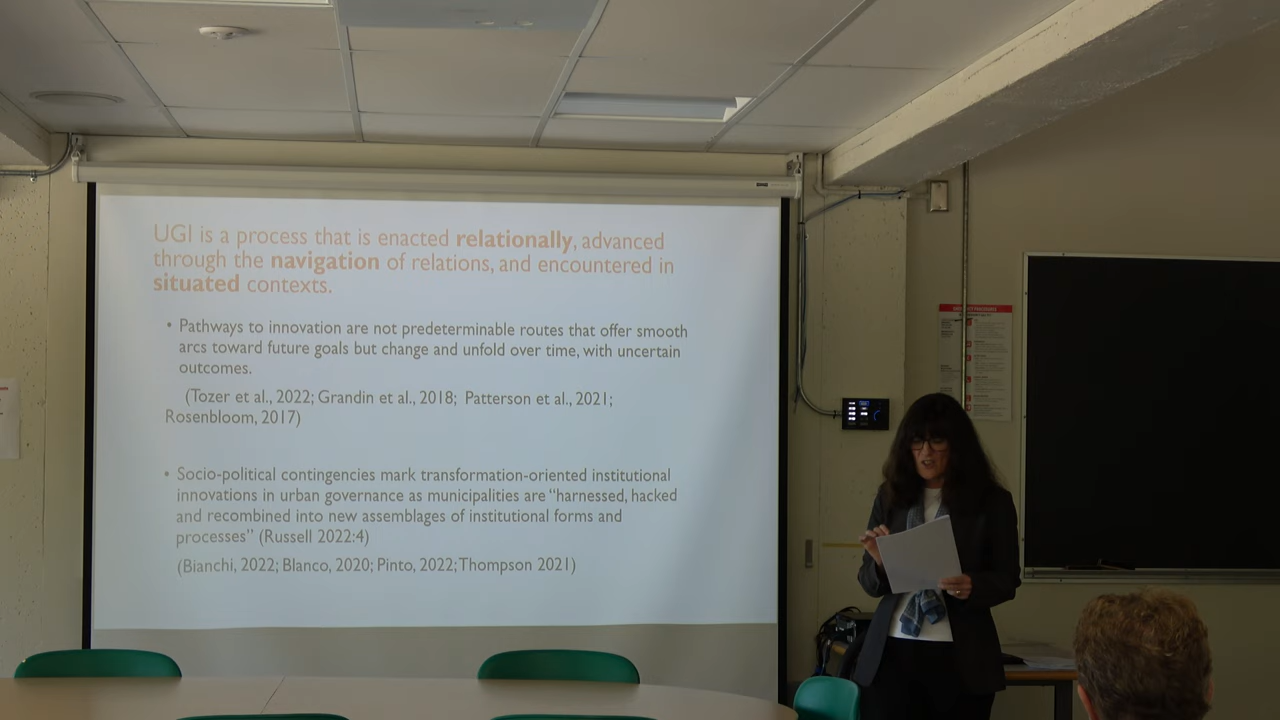 UGI is a process that is enacted relationally, advanced
through the navigation of relations, and encountered in
situated contexts.
• Pathways to innovation are not predeterminable routes that offer smooth
arcs toward future goals but change and unfold over time, with uncertain
outcomes.
(Tozer et al., 2022; Grandin et al., 2018; Patterson et al., 2021;
Rosenbloom, 2017)
• Socio-political contingencies mark transformation-oriented institutional
innovations in urban governance as municipalities are “harnessed, hacked
and recombined into new assemblages of institutional forms and
processes” (Russell 2022:4)
(Bianchi, 2022; Blanco, 2020; Pinto, 2022; Thompson 2021)